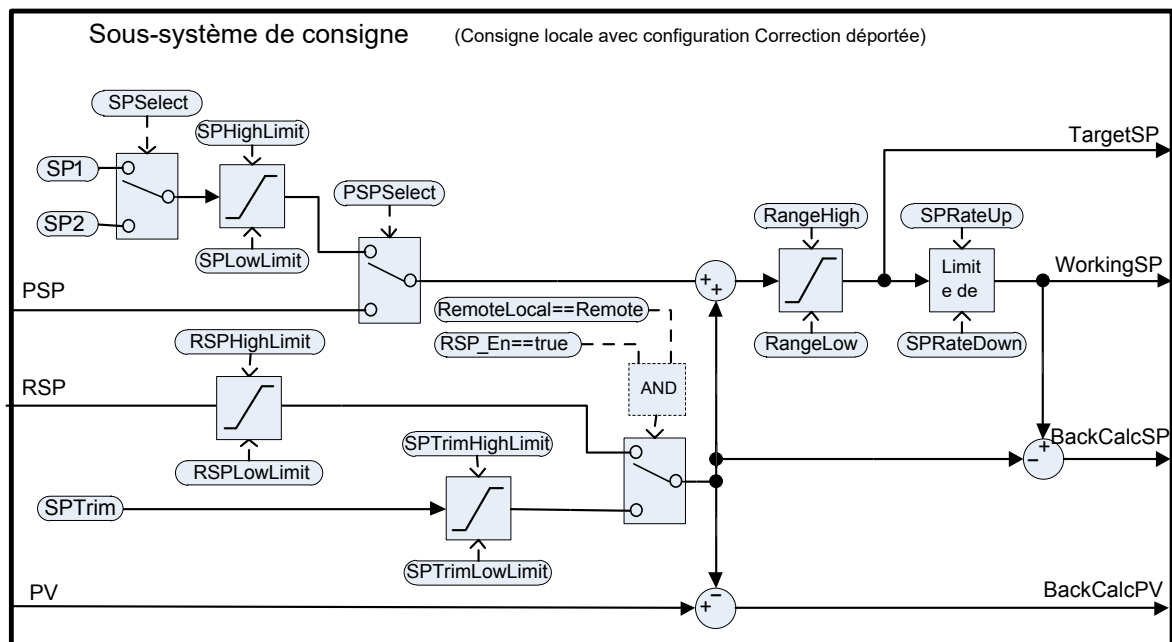 Sous-système de consigne (Consigne locale avec configuration Correction déportée)
SPSelect
SPHighLimit
TargetSP
SP1
PSPSelect
RangeHigh
SPRateUp
SP2
SPLowLimit
WorkingSP
PSP
Limit
e de
RemoteLocal==Remote
RSPHighLimit
RSP_En==true
RangeLow
SPRateDown
RSP
AND
SPTrimHighLimit
BackCalcSP
RSPLowLimit
SPTrim
SPTrimLowLimit
PV
BackCalcPV